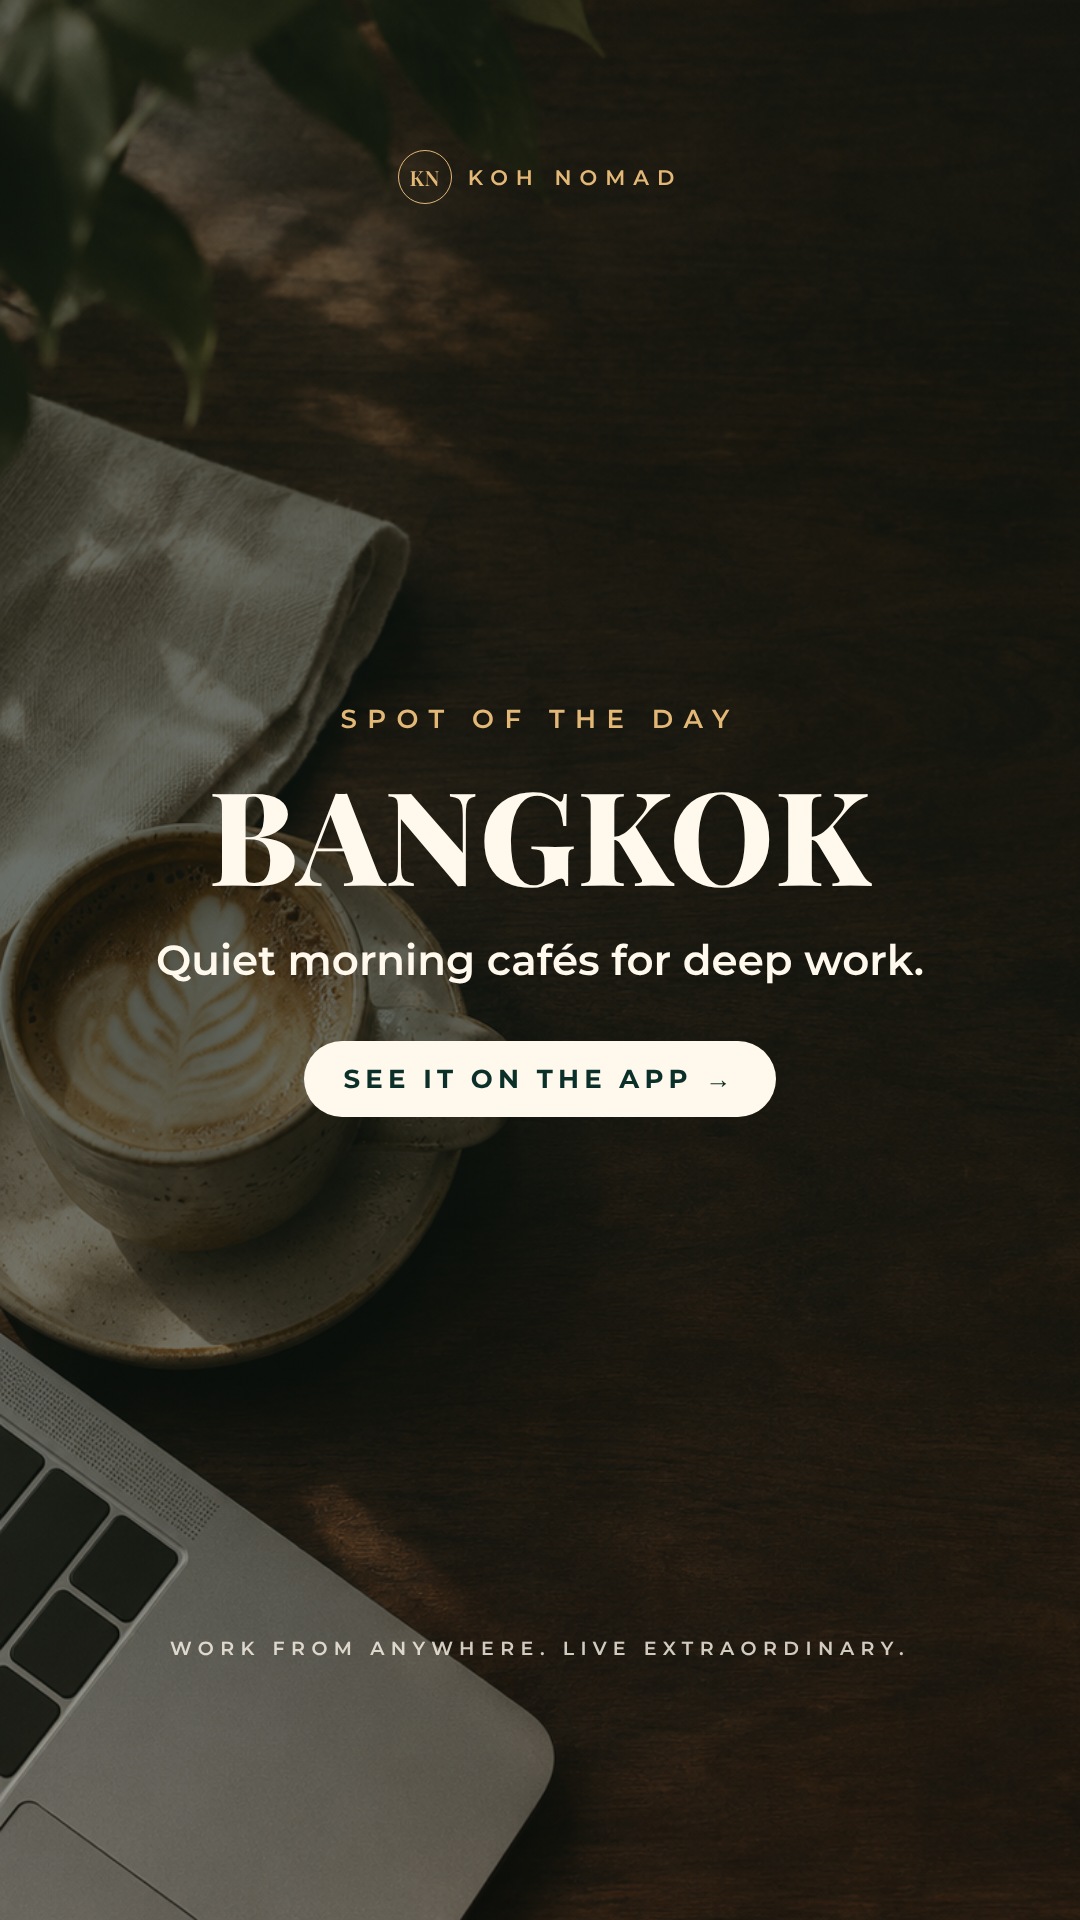 KN KOH NOMAD
SPOT OF THE DAY
BANGKOK
Quiet morning cafés for deep work.
SEE IT ON THE APP →
WORK FROM ANYWHERE. LIVE EXTRAORDINARY.